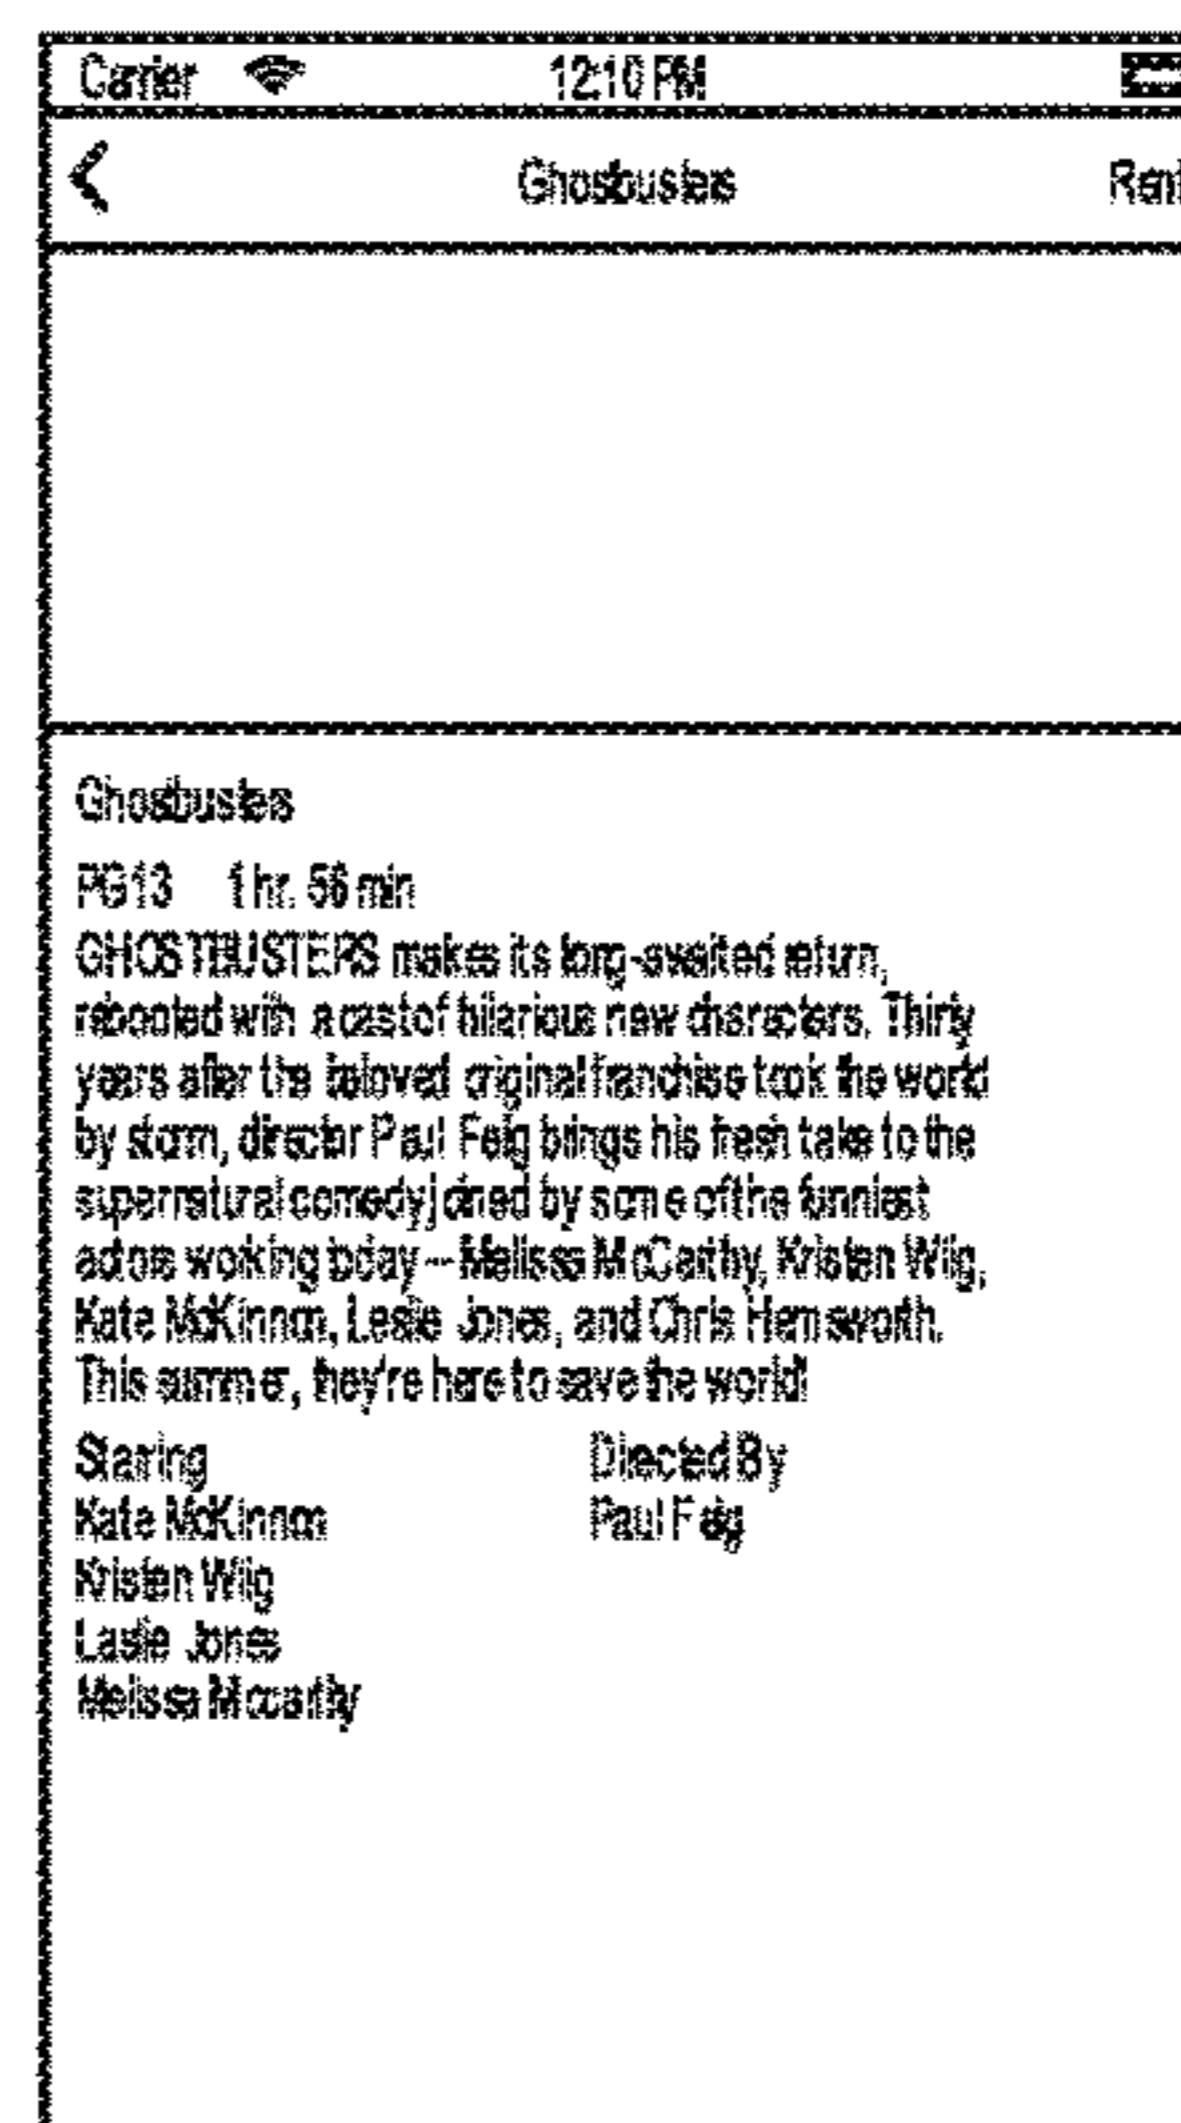 Carrier 12:10 PM
Ghostbusters Rent
Ghostbusters
PG13 1 hr. 56 min
GHOSTBUSTERS makes its long-awaited return,
rebooted with a cast of hilarious new characters. Thirty
years after the beloved original franchise took the world
by storm, director Paul Feig brings his fresh take to the
supernatural comedy, joined by some of the funniest
actors working today -- Melissa McCarthy, Kristen Wiig,
Kate McKinnon, Leslie Jones, and Chris Hemsworth.
This summer, they're here to save the world!
Starring Directed By
Kate McKinnon Paul Feig
Kristen Wiig
Leslie Jones
Melissa Mccarthy